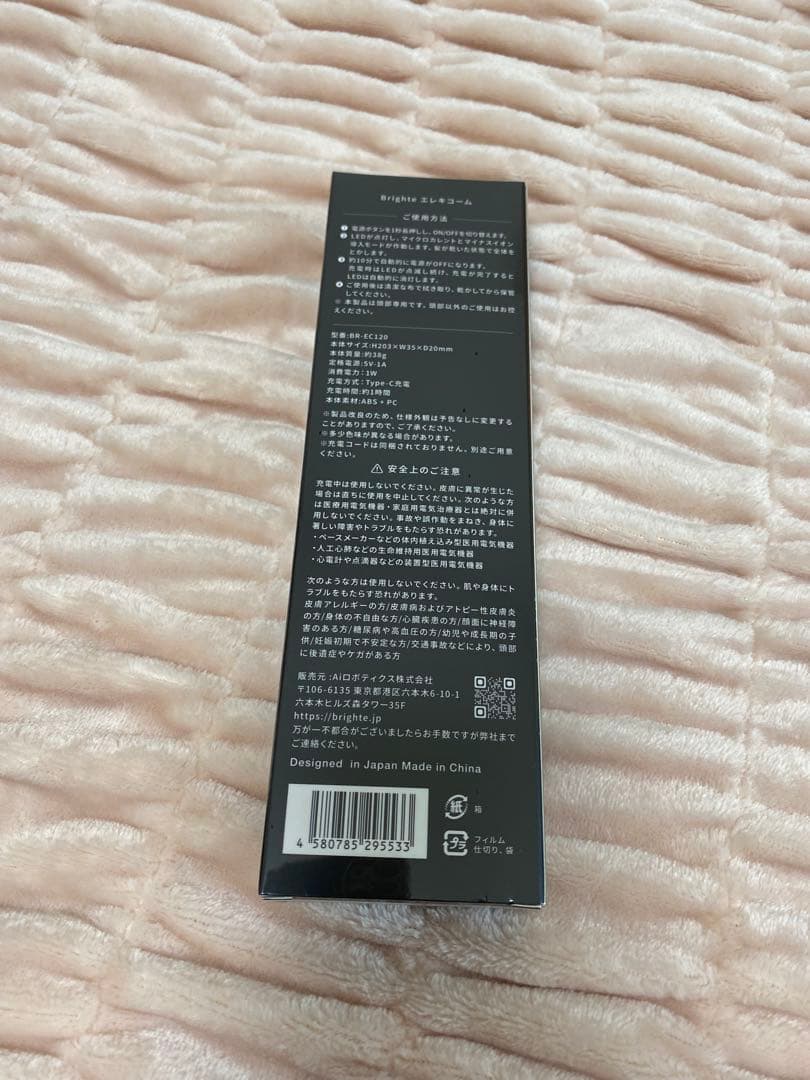 Brighte エレキコーム
ご使用方法
❶ 電源ボタンを1秒長押しし、ON/OFFを切り替えます。
❷ LEDが点灯し、マイクロカレントとマイナスイオン
導入モードが作動します。髪が乾いた状態で全体を
とかします。
❸ 約10分で自動的に電源がOFFになります。
充電時はLEDが点滅し続け、充電が完了すると
LEDは自動的に消灯します。
❹ ご使用後は清潔な布で拭き取り、乾かしてから保管
してください。
※ 本製品は頭部専用です。頭部以外のご使用はお控
えください。
型番:BR-EC120
本体サイズ:H203×W35×D20mm
本体質量:約38g
定格電源:5V⎓1A
消費電力:1W
充電方式:Type-C充電
充電時間:約1時間
本体素材:ABS+PC
※製品改良のため、仕様外観は予告なしに変更する
ことがありますので、ご了承ください。
※多少色味が異なる場合があります。
※充電コードは同梱されておりません。別途ご用意
ください。
⚠ 安全上のご注意
充電中は使用しないでください。皮膚に異常が生じた
場合は直ちに使用を中止してください。次のような方
は医療用電気機器・家庭用電気治療器とは絶対に併
用しないでください。事故や誤作動をまねき、身体に
著しい障害やトラブルをもたらす恐れがあります。
・ペースメーカーなどの体内植え込み型医用電気機器
・人工心肺などの生命維持用医用電気機器
・心電計や点滴器などの装置型医用電気機器
次のような方は使用しないでください。肌や身体にト
ラブルをもたらす恐れがあります。
皮膚アレルギーの方/皮膚病およびアトピー性皮膚炎
の方/身体の不自由な方/心臓疾患の方/顔面に神経障
害のある方/糖尿病や高血圧の方/幼児や成長期の子
供/妊娠初期で不安定な方/交通事故などにより、頭部
に後遺症やケガがある方
販売元:Aiロボティクス株式会社
〒106-6135 東京都港区六本木6-10-1
六本木ヒルズ森タワー35F
https://brighte.jp
万が一不都合がございましたらお手数ですが弊社まで
ご連絡ください。
Designed in Japan Made in China
4 580785 295533
紙 箱
プラ フィルム
仕切り、袋